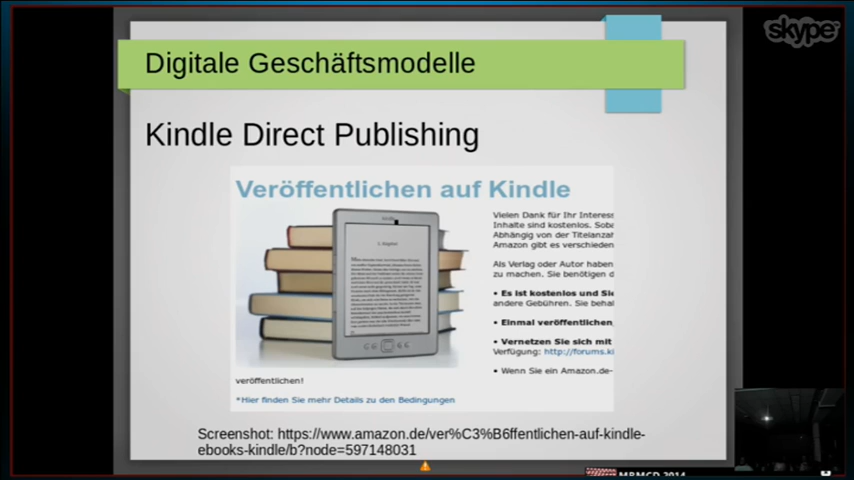 skype
Digitale Geschäftsmodelle
Kindle Direct Publishing
Veröffentlichen auf Kindle
kindle
Vielen Dank für Ihr Interess
Inhalte sind kostenlos. Sobe
Abhängig von der Titelanzah
Amazon gibt es verschieden
Als Verlag oder Autor haben
zu machen. Sie benötigen d
• Es ist kostenlos und Sie
andere Gebühren. Sie behal
• Einmal veröffentlichen,
• Vernetzen Sie sich mit
Verfügung: http://forums.ki
• Wenn Sie ein Amazon.de-
veröffentlichen!
*Hier finden Sie mehr Details zu den Bedingungen
Screenshot: https://www.amazon.de/ver%C3%B6ffentlichen-auf-kindle-
ebooks-kindle/b?node=597148031
MRMCD 2014